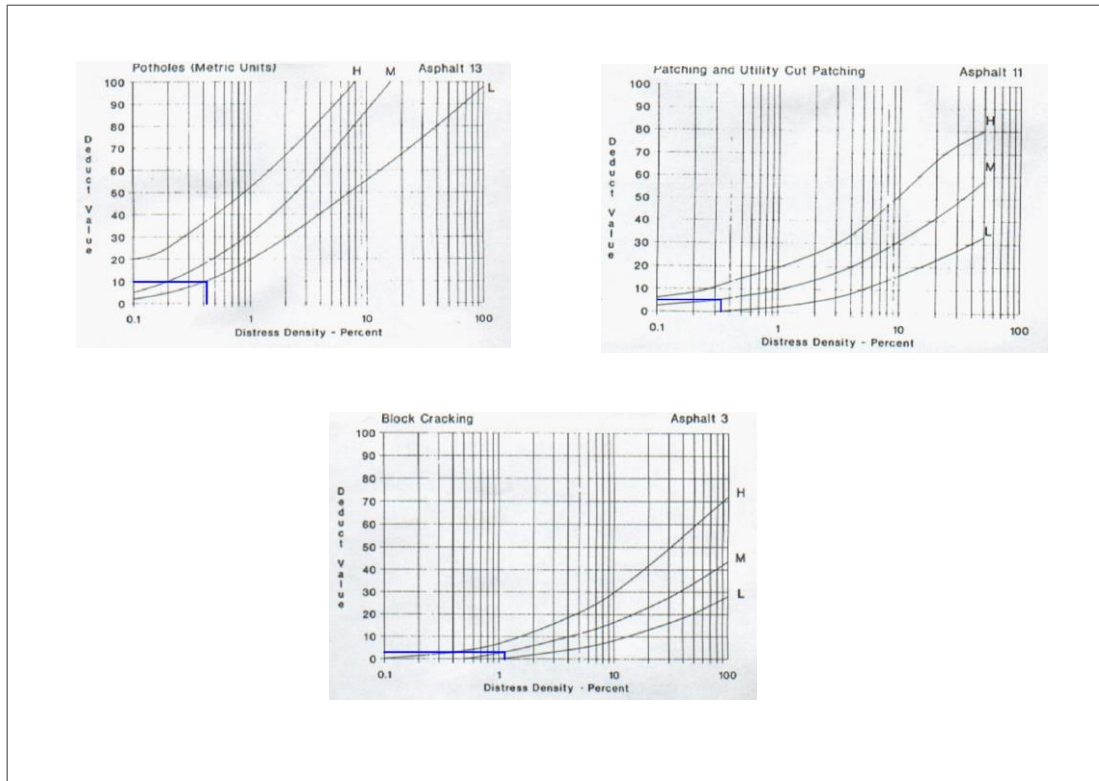 Potholes (Metric Units) H M Asphalt 13
L
100
90
80
70
60
50
40
30
20
10
0
Deduct Value
0.1 1 10 100
Distress Density - Percent
Patching and Utility Cut Patching Asphalt 11
100
90
80
70
60
50
40
30
20
10
0
Deduct Value
H
M
L
0.1 1 10 100
Distress Density - Percent
Block Cracking Asphalt 3
100
90
80
70
60
50
40
30
20
10
0
Deduct Value
H
M
L
0.1 1 10 100
Distress Density - Percent